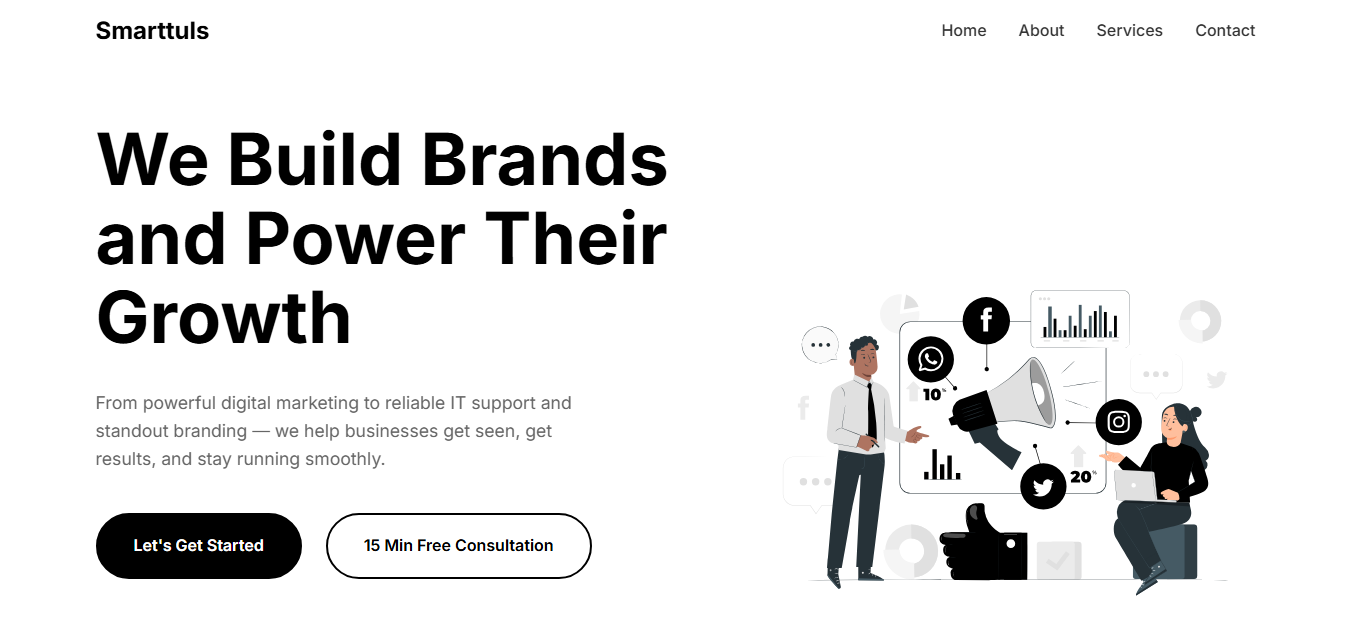 Smarttuls
Home About Services Contact
We Build Brands
and Power Their
Growth
From powerful digital marketing to reliable IT support and
standout branding — we help businesses get seen, get
results, and stay running smoothly.
Let's Get Started
15 Min Free Consultation
10%
20%